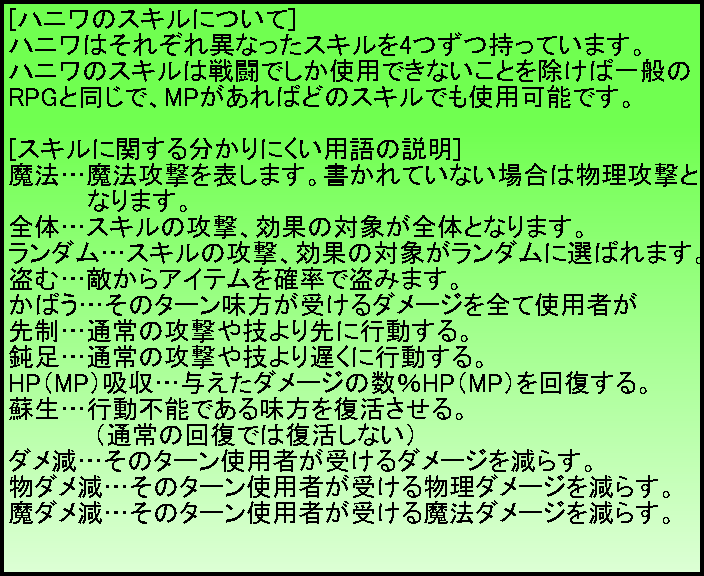 [ハニワのスキルについて]
ハニワはそれぞれ異なったスキルを4つずつ持っています。
ハニワのスキルは戦闘でしか使用できないことを除けば一般の
RPGと同じで、MPがあればどのスキルでも使用可能です。
[スキルに関する分かりにくい用語の説明]
魔法…魔法攻撃を表します。書かれていない場合は物理攻撃と
なります。
全体…スキルの攻撃、効果の対象が全体となります。
ランダム…スキルの攻撃、効果の対象がランダムに選ばれます。
盗む…敵からアイテムを確率で盗みます。
かばう…そのターン味方が受けるダメージを全て使用者が
先制…通常の攻撃や技より先に行動する。
鈍足…通常の攻撃や技より遅くに行動する。
HP(MP)吸収…与えたダメージの数%HP(MP)を回復する。
蘇生…行動不能である味方を復活させる。
(通常の回復では復活しない)
ダメ減…そのターン使用者が受けるダメージを減らす。
物ダメ減…そのターン使用者が受ける物理ダメージを減らす。
魔ダメ減…そのターン使用者が受ける魔法ダメージを減らす。